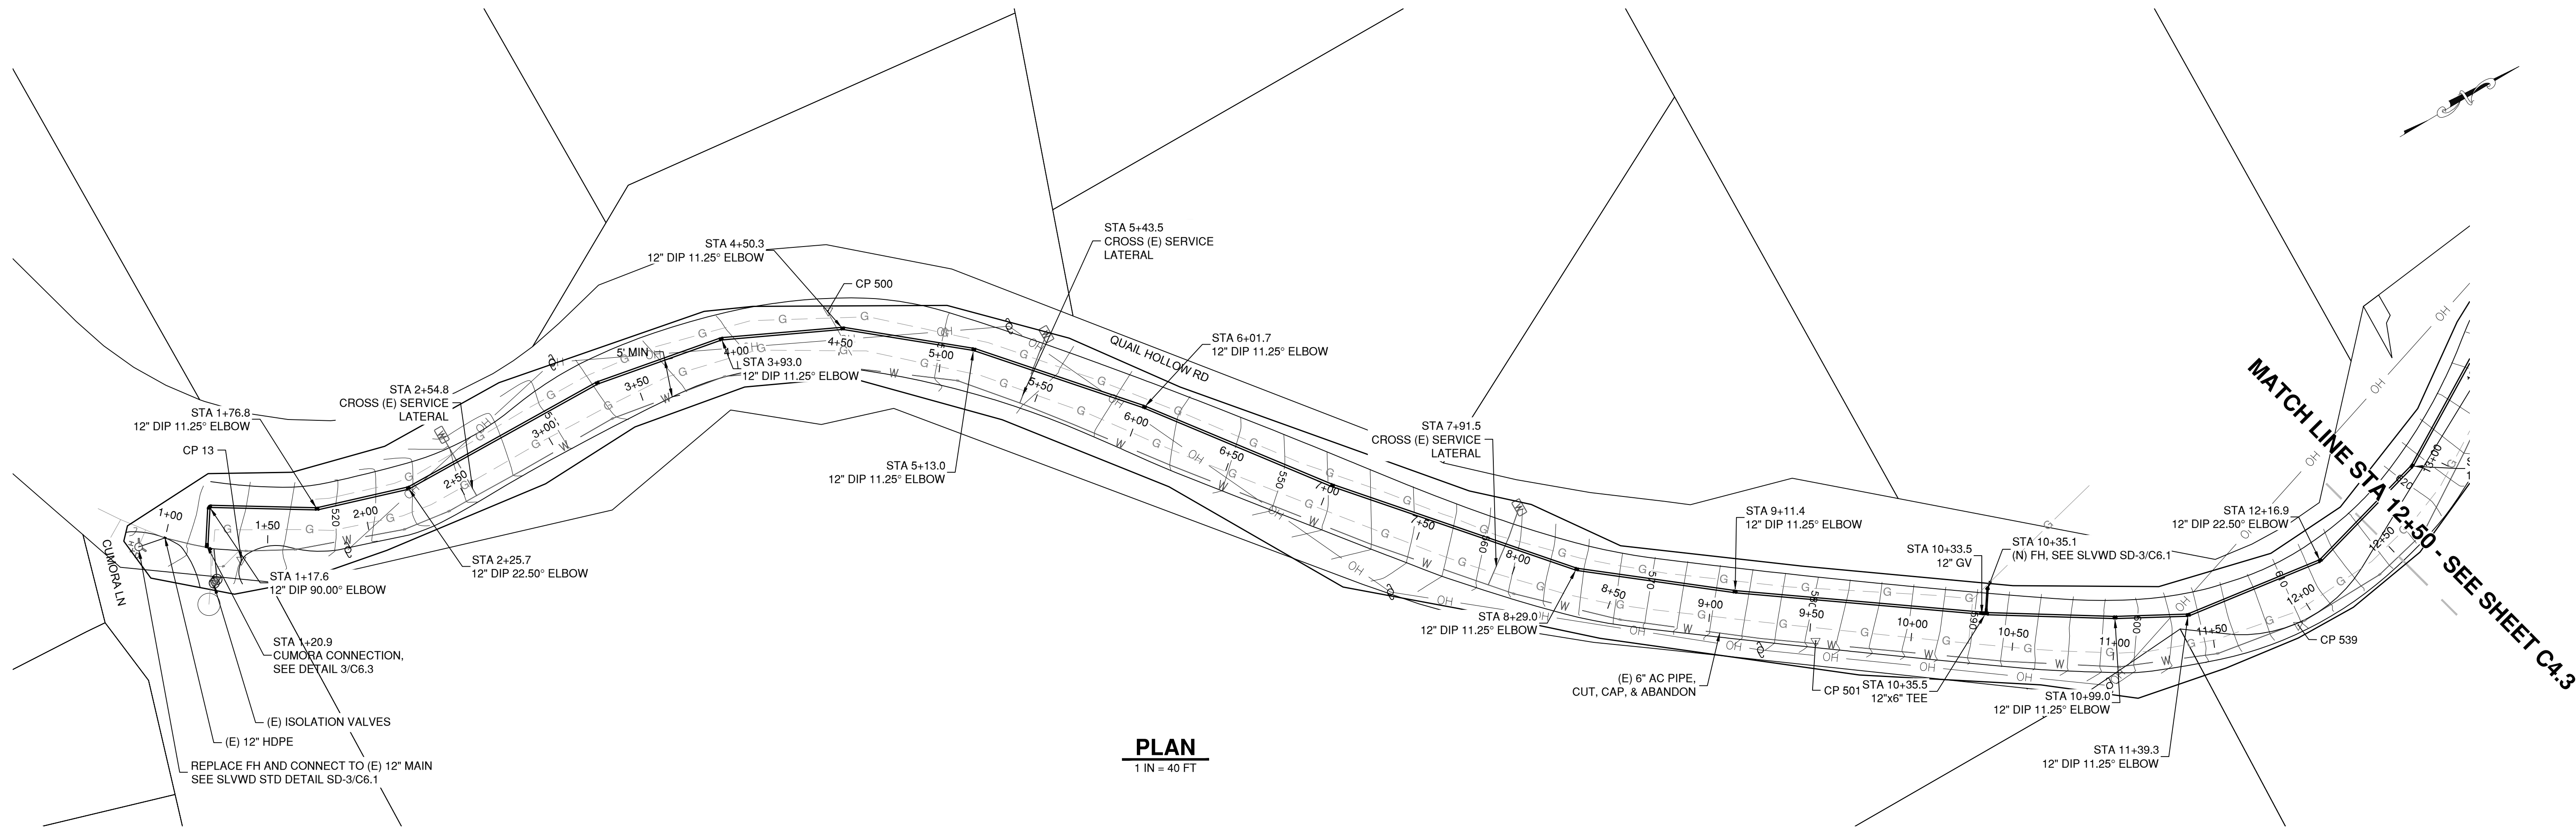 STA 5+43.5
CROSS (E) SERVICE
LATERAL
STA 4+50.3
12" DIP 11.25° ELBOW
CP 500
QUAIL HOLLOW RD
STA 6+01.7
12" DIP 11.25° ELBOW
5' MIN
STA 3+93.0
12" DIP 11.25° ELBOW
STA 2+54.8
CROSS (E) SERVICE
LATERAL
STA 1+76.8
12" DIP 11.25° ELBOW
CP 13
STA 5+13.0
12" DIP 11.25° ELBOW
STA 7+91.5
CROSS (E) SERVICE
LATERAL
MATCH LINE STA 12+50 - SEE SHEET C4.3
STA 9+11.4
12" DIP 11.25° ELBOW
STA 12+16.9
12" DIP 22.50° ELBOW
STA 10+33.5
12" GV
STA 10+35.1
(N) FH, SEE SLVWD SD-3/C6.1
1+00
1+50
2+00
2+50
3+00
3+50
4+00
4+50
5+00
5+50
6+00
6+50
7+00
7+50
8+00
8+50
9+00
9+50
10+00
10+50
11+00
11+50
12+00
12+50
13+00
520
550
560
570
590
600
620
CUMORA LN
STA 2+25.7
12" DIP 22.50° ELBOW
STA 1+17.6
12" DIP 90.00° ELBOW
STA 8+29.0
12" DIP 11.25° ELBOW
CP 539
STA 1+20.9
CUMORA CONNECTION,
SEE DETAIL 3/C6.3
(E) 6" AC PIPE,
CUT, CAP, & ABANDON
CP 501
STA 10+35.5
12"x6" TEE
STA 10+99.0
12" DIP 11.25° ELBOW
(E) ISOLATION VALVES
(E) 12" HDPE
REPLACE FH AND CONNECT TO (E) 12" MAIN
SEE SLVWD STD DETAIL SD-3/C6.1
STA 11+39.3
12" DIP 11.25° ELBOW
PLAN
1 IN = 40 FT